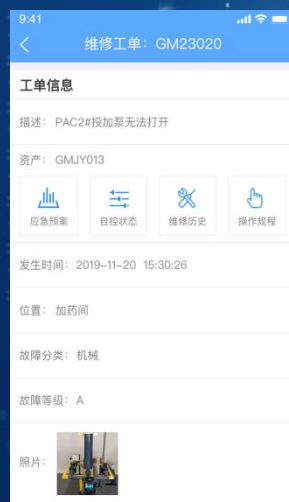 9:41
维修工单：GM23020
工单信息
描述： PAC2#投加泵无法打开
资产： GMJY013
应急预案 自控状态 维修历史 操作规程
发生时间： 2019-11-20 15:30:26
位置： 加药间
故障分类： 机械
故障等级： A
照片：